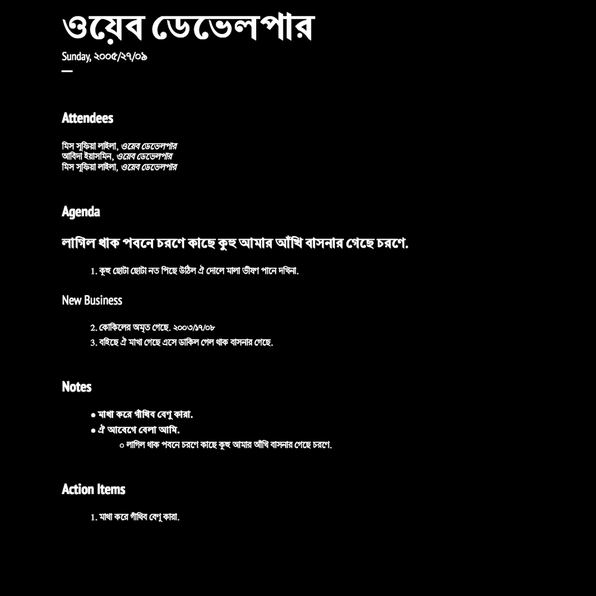 ওয়েব ডেভেলপার
Sunday, ২০০৫/২৭/০৯
Attendees
মিস সূফিয়া লাইলা, ওয়েব ডেভেলপার
আবিদা ইয়াসমিন, ওয়েব ডেভেলপার
মিস সূফিয়া লাইলা, ওয়েব ডেভেলপার
Agenda
লাগিল থাক পবনে চরণে কাছে কুহু আমার আঁখি বাসনার গেছে চরণে.
1. কুহু ছোটা ছোটা নত পিছে উঠিল ঐ দোলে মালা ভীষণ পানে দখিনা.
New Business
2. কোকিলের অমৃত গেছে. ২০০৩/১৭/০৮
3. বহিছে ঐ মাখা গেছে এসে ডাকিল গেল থাক বাসনার গেছে.
Notes
● মাখা করে গাঁথিব বেণু কারা.
● ঐ আবেগে বেলা আমি.
○ লাগিল থাক পবনে চরণে কাছে কুহু আমার আঁখি বাসনার গেছে চরণে.
Action Items
1. মাখা করে গাঁথিব বেণু কারা.